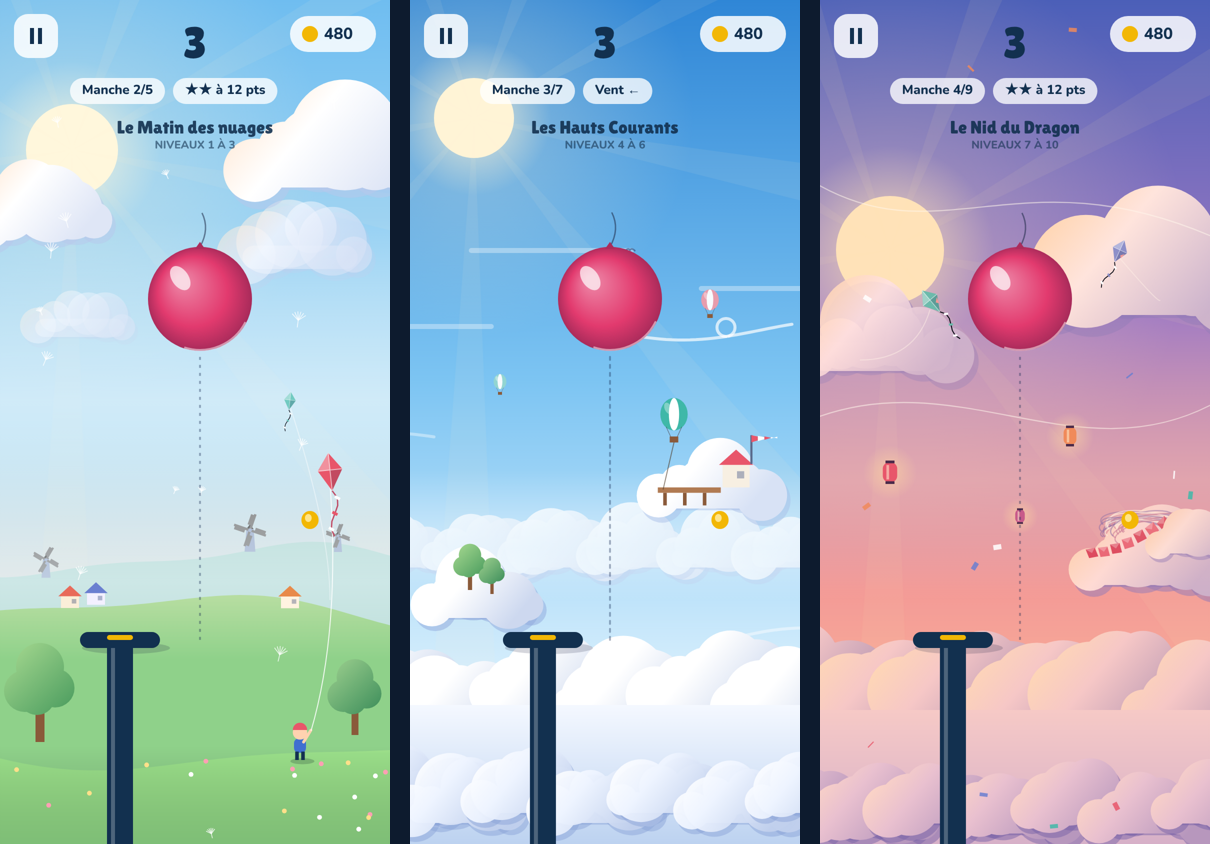 3
480
Manche 2/5
★★ à 12 pts
Le Matin des nuages
NIVEAUX 1 À 3
3
480
Manche 3/7
Vent ←
Les Hauts Courants
NIVEAUX 4 À 6
3
480
Manche 4/9
★★ à 12 pts
Le Nid du Dragon
NIVEAUX 7 À 10